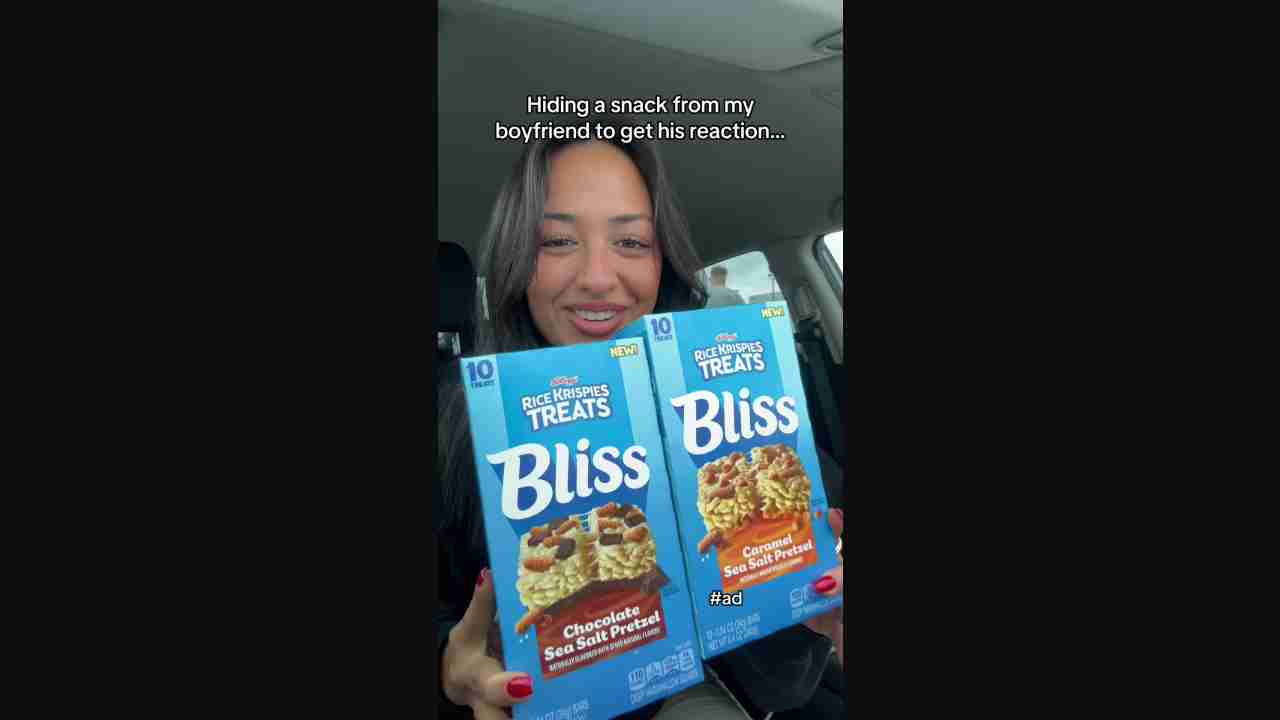 Hiding a snack from my
boyfriend to get his reaction...
10
TREATS
NEW!
Kellogg's
RICE KRISPIES
TREATS
Bliss
Chocolate
Sea Salt Pretzel
10
TREATS
NEW!
Kellogg's
RICE KRISPIES
TREATS
Bliss
Caramel
Sea Salt Pretzel
#ad